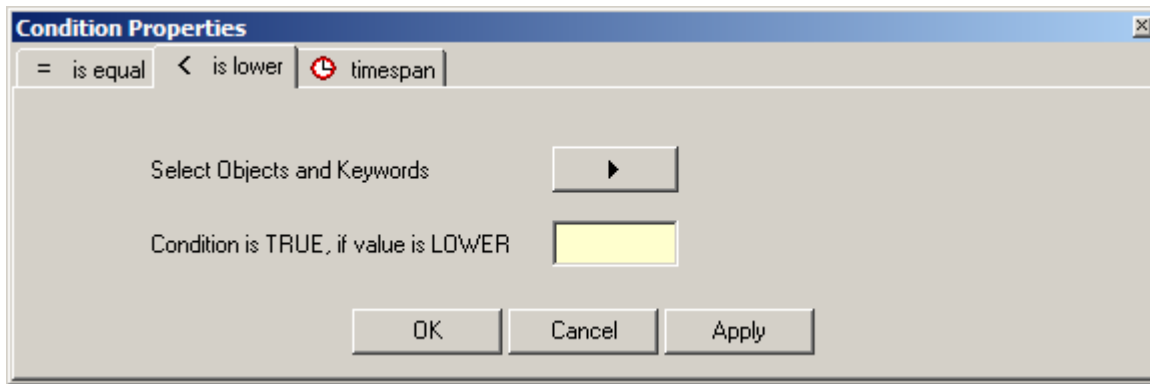 Condition Properties
= is equal < is lower timespan
Select Objects and Keywords
Condition is TRUE, if value is LOWER
OK Cancel Apply